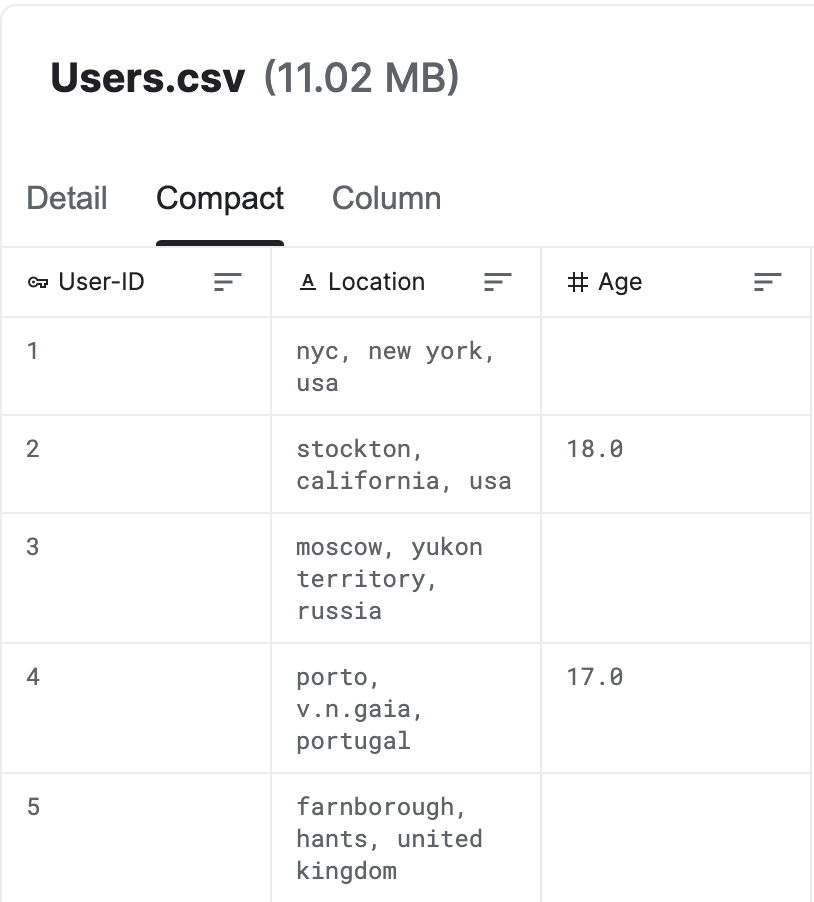 Users.csv (11.02 MB)
Detail Compact Column
User-ID Location Age
1 nyc, new york,
usa
2 stockton, 18.0
california, usa
3 moscow, yukon
territory,
russia
4 porto, 17.0
v.n.gaia,
portugal
5 farnborough,
hants, united
kingdom